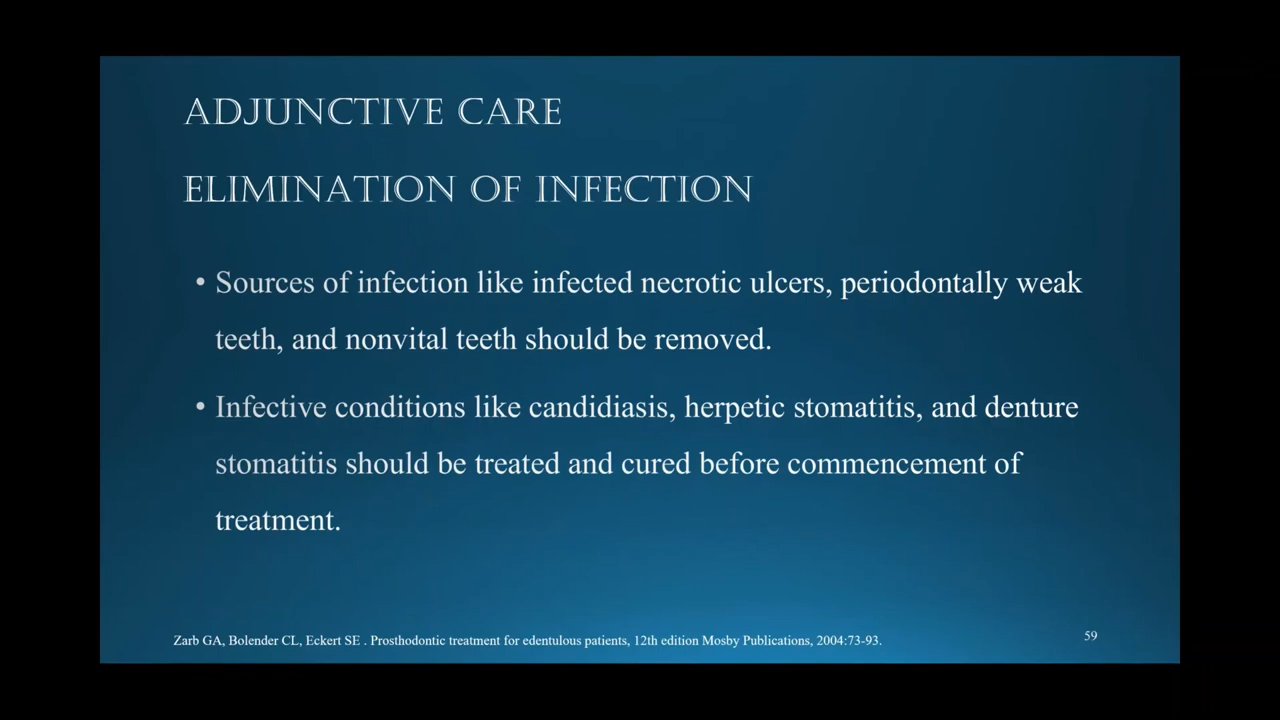 ADJUNCTIVE CARE
ELIMINATION OF INFECTION
• Sources of infection like infected necrotic ulcers, periodontally weak
teeth, and nonvital teeth should be removed.
• Infective conditions like candidiasis, herpetic stomatitis, and denture
stomatitis should be treated and cured before commencement of
treatment.
Zarb GA, Bolender CL, Eckert SE . Prosthodontic treatment for edentulous patients, 12th edition Mosby Publications, 2004:73-93.
59